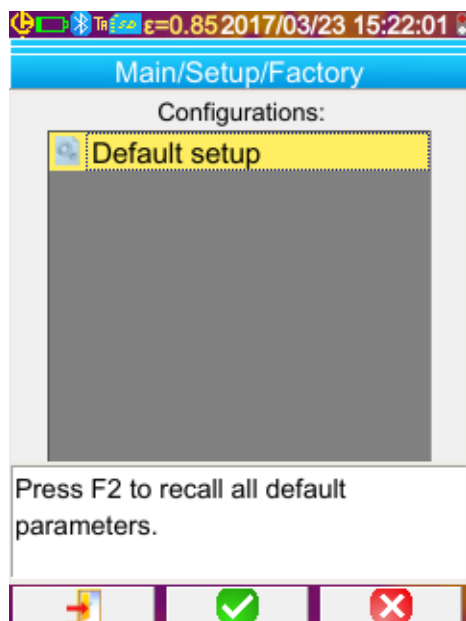 ε=0.85 2017/03/23 15:22:01
Main/Setup/Factory
Configurations:
Default setup
Press F2 to recall all default
parameters.